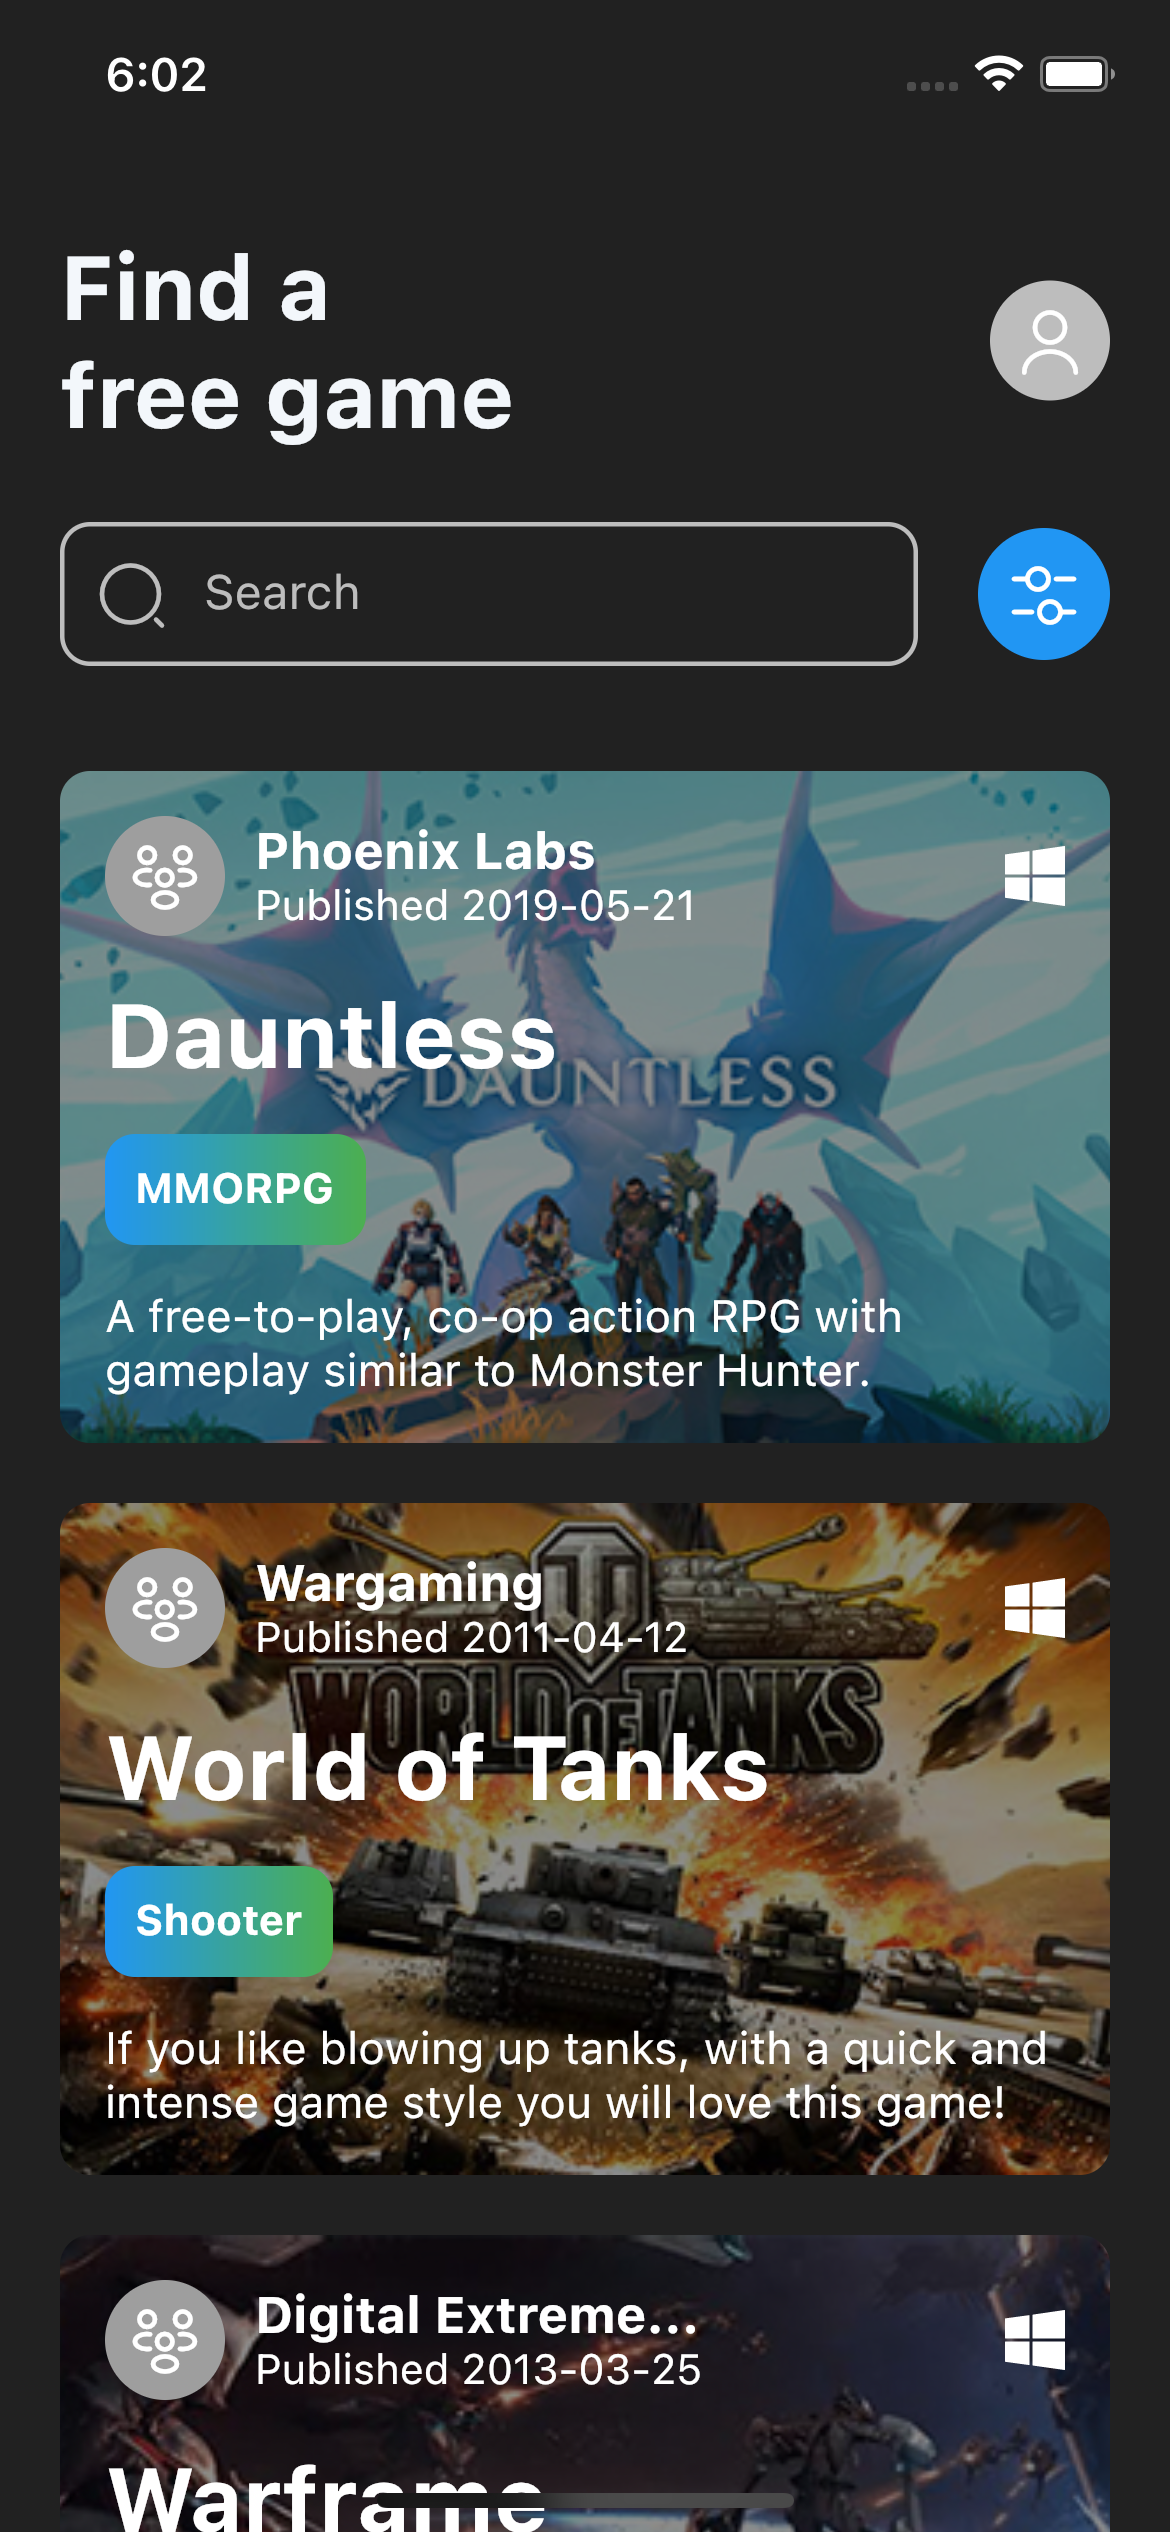 6:02
Find a
free game
Search
Phoenix Labs
Published 2019-05-21
Dauntless
DAUNTLESS
MMORPG
A free-to-play, co-op action RPG with
gameplay similar to Monster Hunter.
Wargaming
Published 2011-04-12
WORLD OF TANKS
World of Tanks
Shooter
If you like blowing up tanks, with a quick and
intense game style you will love this game!
Digital Extreme...
Published 2013-03-25
Warframe